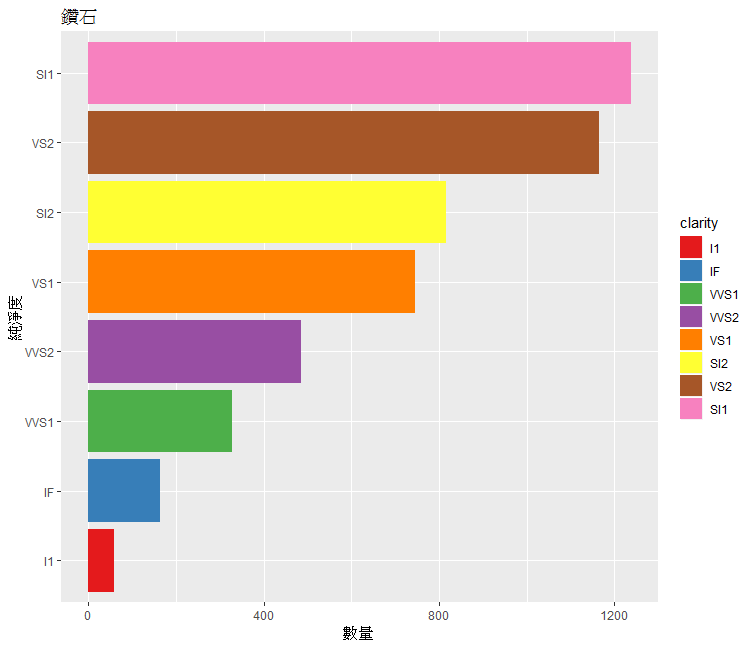 鑽石
SI1
VS2
SI2
VS1
VVS2
VVS1
IF
I1
純淨度
0 400 800 1200
數量
clarity
I1
IF
VVS1
VVS2
VS1
SI2
VS2
SI1